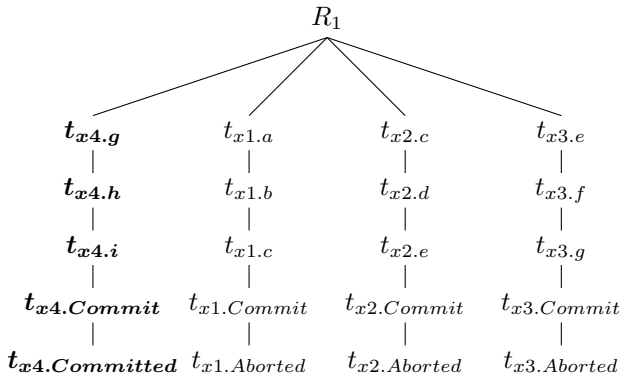 R1
tx4.g tx1.a tx2.c tx3.e
tx4.h tx1.b tx2.d tx3.f
tx4.i tx1.c tx2.e tx3.g
tx4.Commit tx1.Commit tx2.Commit tx3.Commit
tx4.Committed tx1.Aborted tx2.Aborted tx3.Aborted